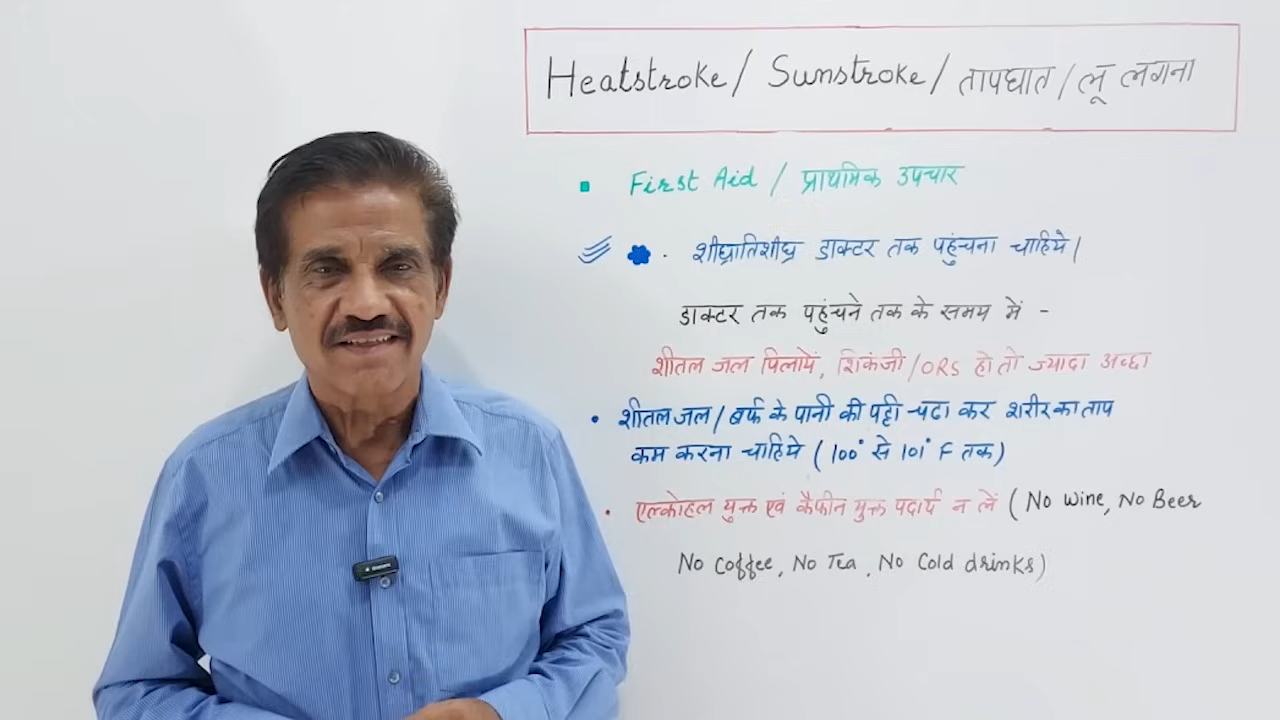 Heatstroke / Sunstroke / तापघात / लू लगना
First Aid / प्राथमिक उपचार
शीघ्रातिशीघ्र डाक्टर तक पहुंचना चाहिये।
डाक्टर तक पहुंचने तक के समय में -
शीतल जल पिलायें, शिकंजी / ORS हो तो ज्यादा अच्छा
• शीतल जल / बर्फ के पानी की पट्टी चढा कर शरीर का ताप
कम करना चाहिये (100° से 101° F तक)
• एल्कोहल युक्त एवं कैफीन युक्त पदार्थ न लें (No Wine, No Beer
No Coffee, No Tea, No Cold drinks)